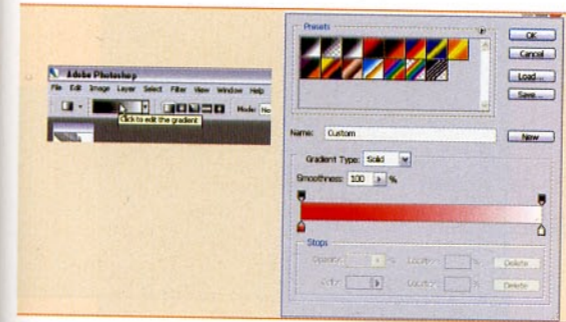 Adobe Photoshop
File Edit Image Layer Select Filter View Window Help
Mode: No
Click to edit the gradient
Presets
OK
Cancel
Load...
Save...
Name: Custom
New
Gradient Type: Solid
Smoothness: 100 %
Stops
Opacity: % Location: % Delete
Color: Location: % Delete